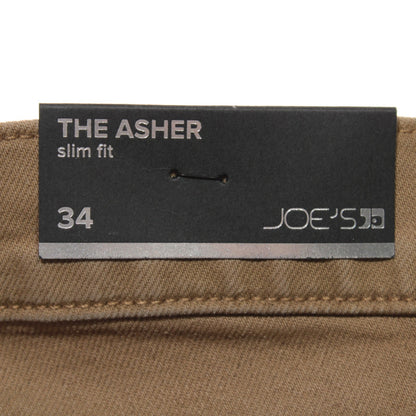 THE ASHER
slim fit
34
JOE'S